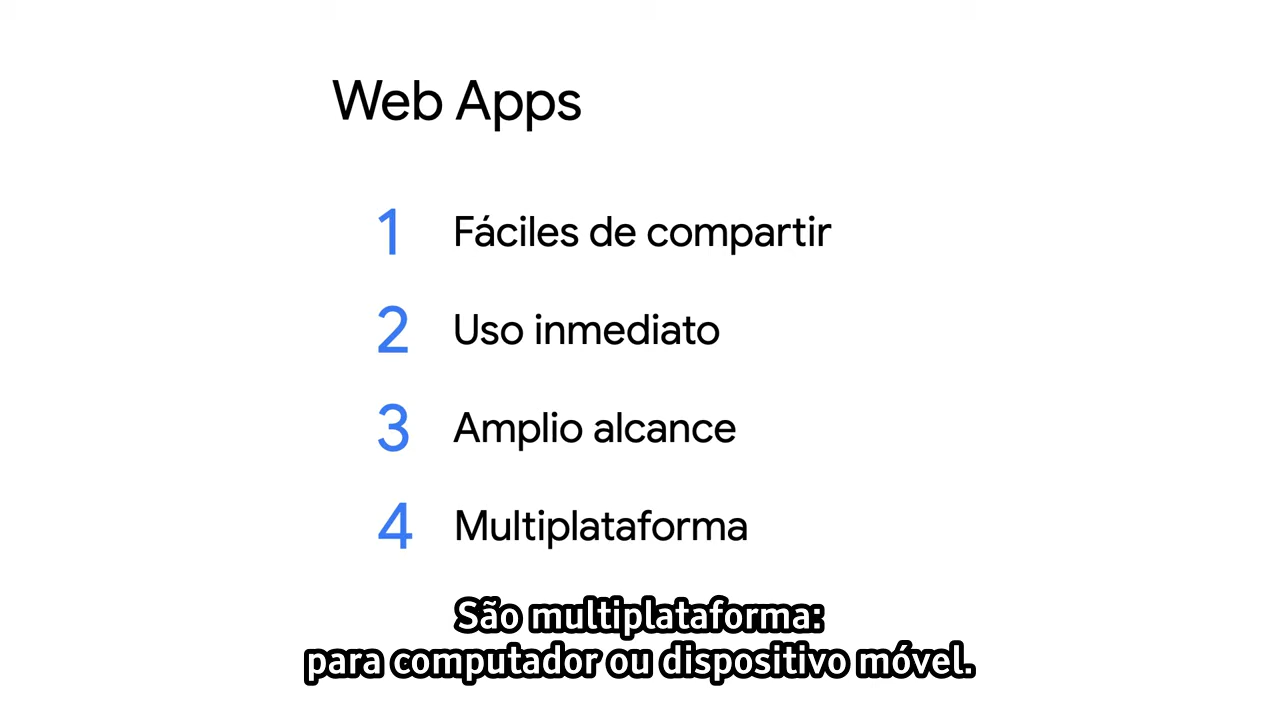 Web Apps
1 Fáciles de compartir
2 Uso inmediato
3 Amplio alcance
4 Multiplataforma
São multiplataforma:
para computador ou dispositivo móvel.